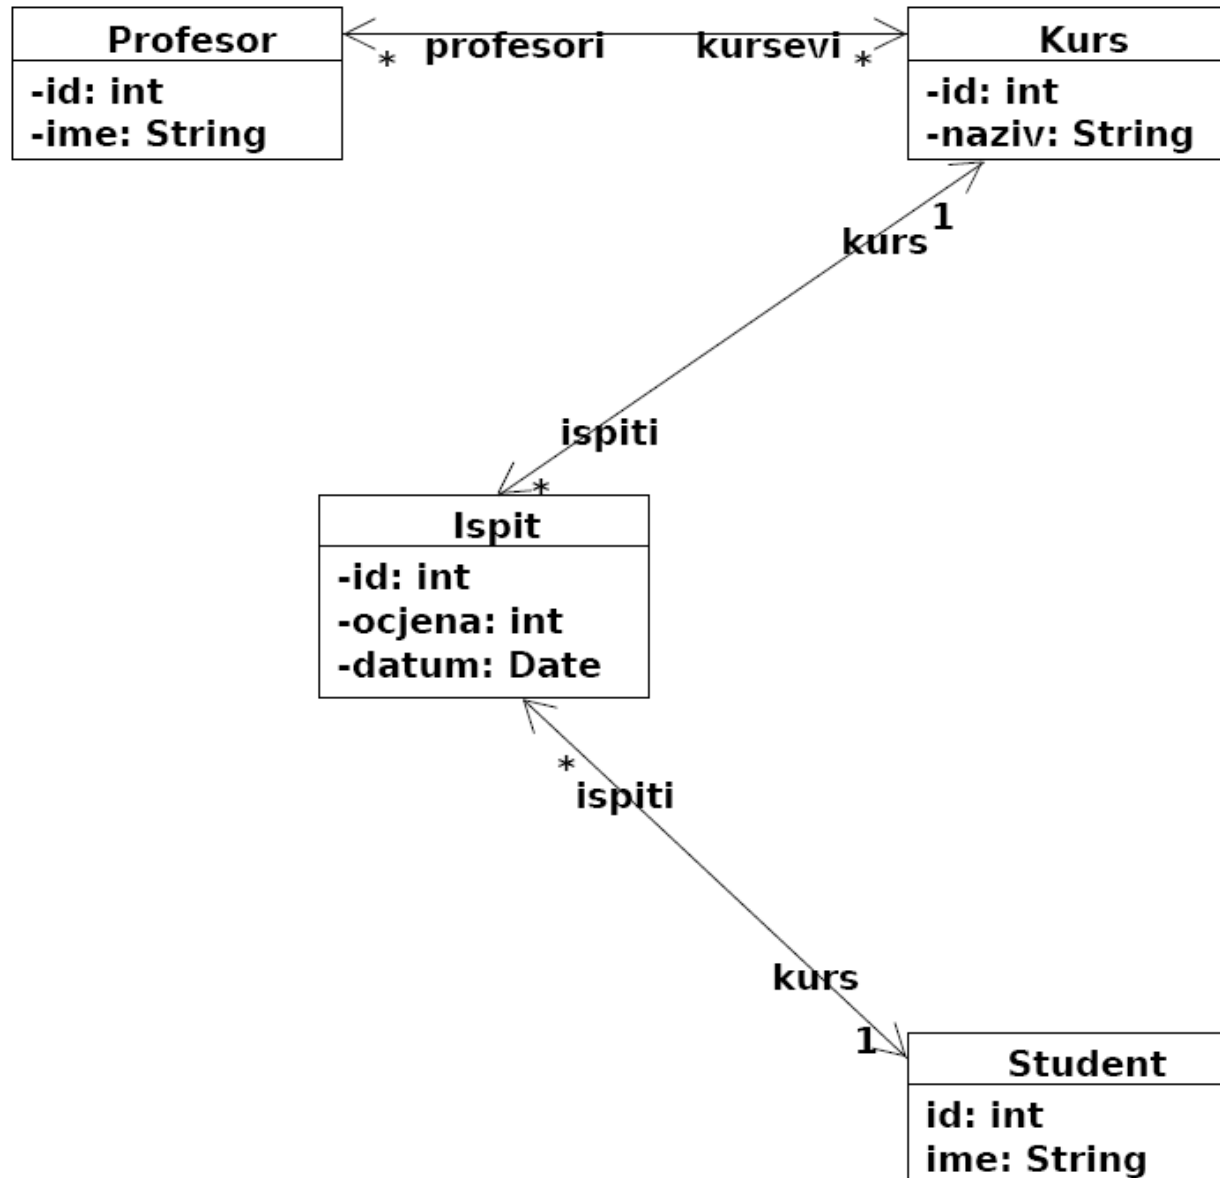 Profesor
-id: int
-ime: String
* profesori kursevi *
Kurs
-id: int
-naziv: String
1
kurs
ispiti
*
Ispit
-id: int
-ocjena: int
-datum: Date
*
ispiti
kurs
1
Student
id: int
ime: String